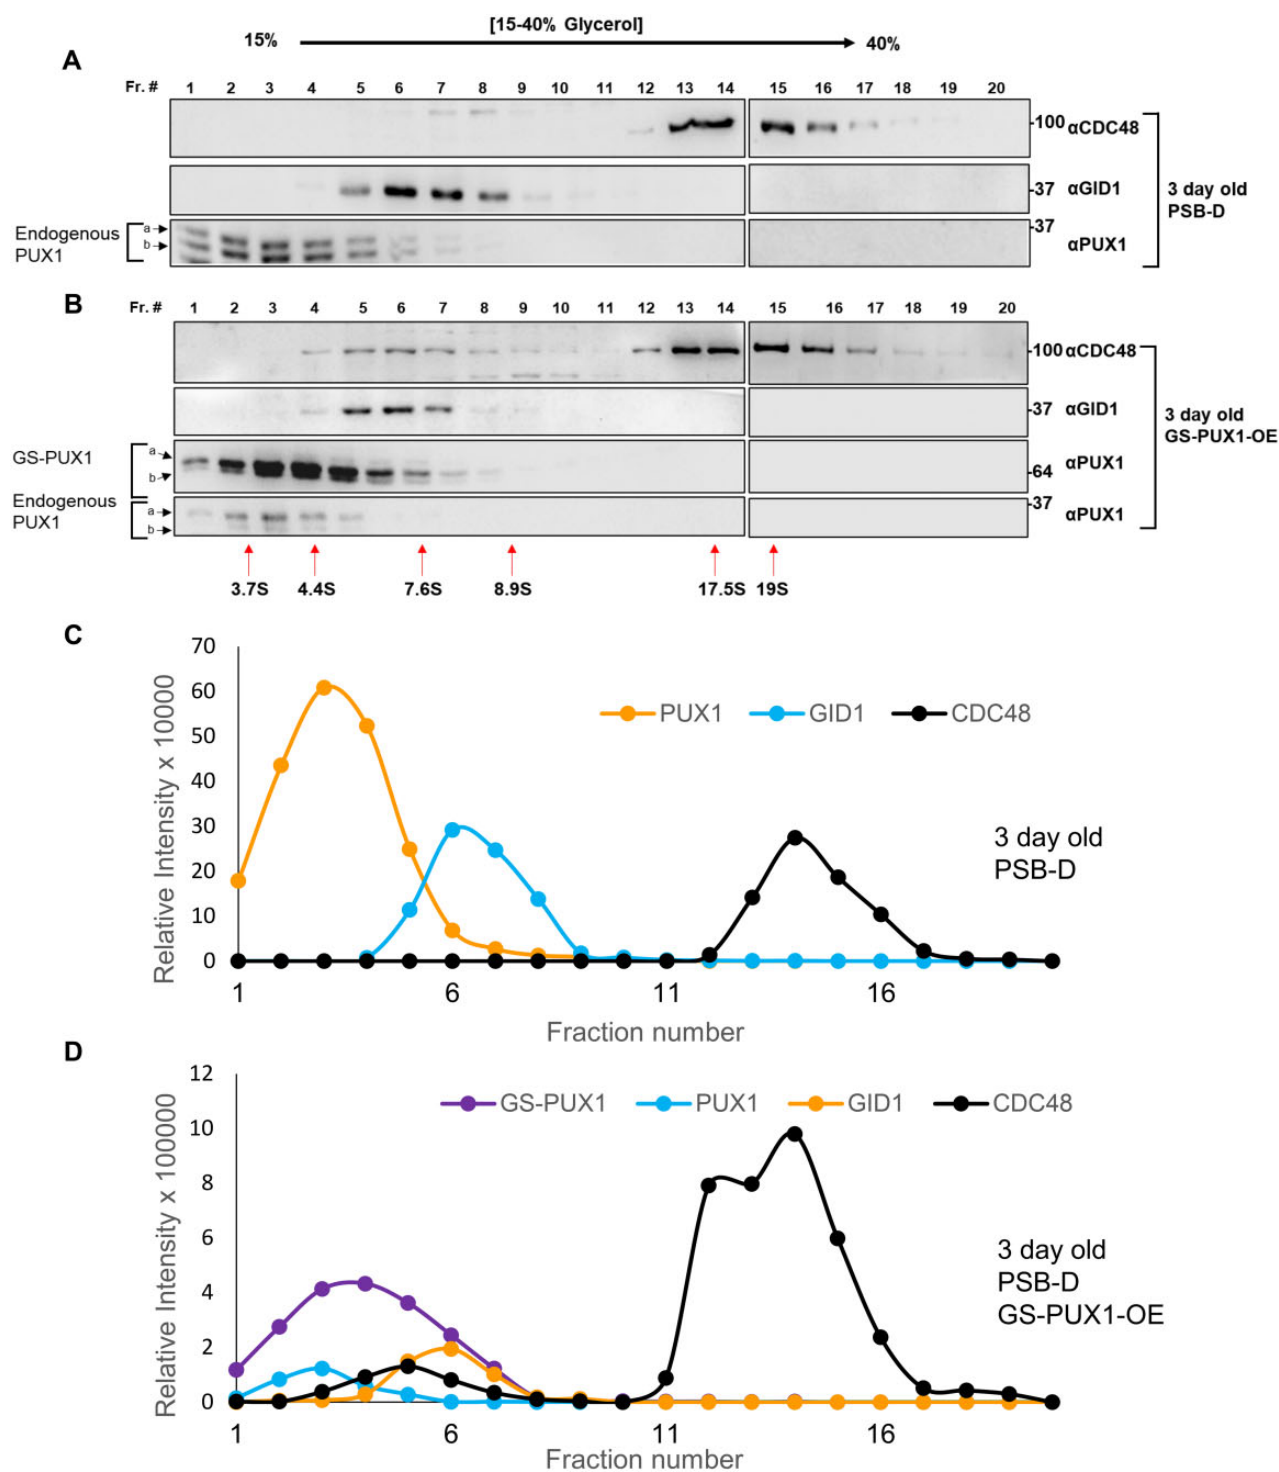 [15-40% Glycerol]
15% 40%
A
Fr. # 1 2 3 4 5 6 7 8 9 10 11 12 13 14 15 16 17 18 19 20
-100 αCDC48
-37 αGID1
3 day old
PSB-D
Endogenous
PUX1
a
b
-37
αPUX1
B
Fr. # 1 2 3 4 5 6 7 8 9 10 11 12 13 14 15 16 17 18 19 20
-100 αCDC48
-37 αGID1
3 day old
GS-PUX1-OE
GS-PUX1
a
b
-64 αPUX1
Endogenous
PUX1
a
b
-37
αPUX1
3.7S 4.4S 7.6S 8.9S 17.5S 19S
C
Relative Intensity x 10000
70
60
50
40
30
20
10
0
PUX1 GID1 CDC48
3 day old
PSB-D
1 6 11 16
Fraction number
D
Relative Intensity x 100000
12
10
8
6
4
2
0
GS-PUX1 PUX1 GID1 CDC48
3 day old
PSB-D
GS-PUX1-OE
1 6 11 16
Fraction number